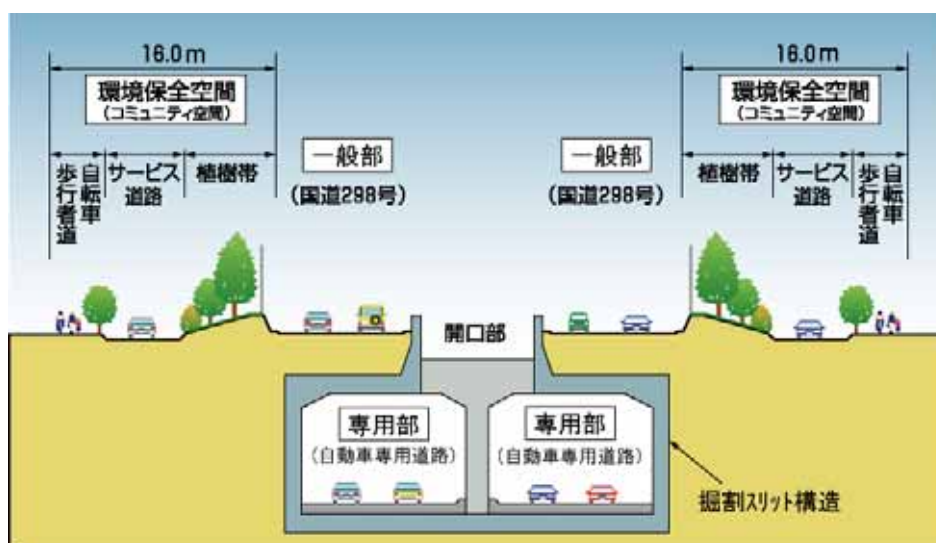 16.0m
環境保全空間
(コミュニティ空間)
自転車
歩行者道
サービス
道路
植樹帯
一般部
(国道298号)
16.0m
環境保全空間
(コミュニティ空間)
一般部
(国道298号)
植樹帯
サービス
道路
自転車
歩行者道
開口部
専用部
(自動車専用道路)
専用部
(自動車専用道路)
掘割スリット構造